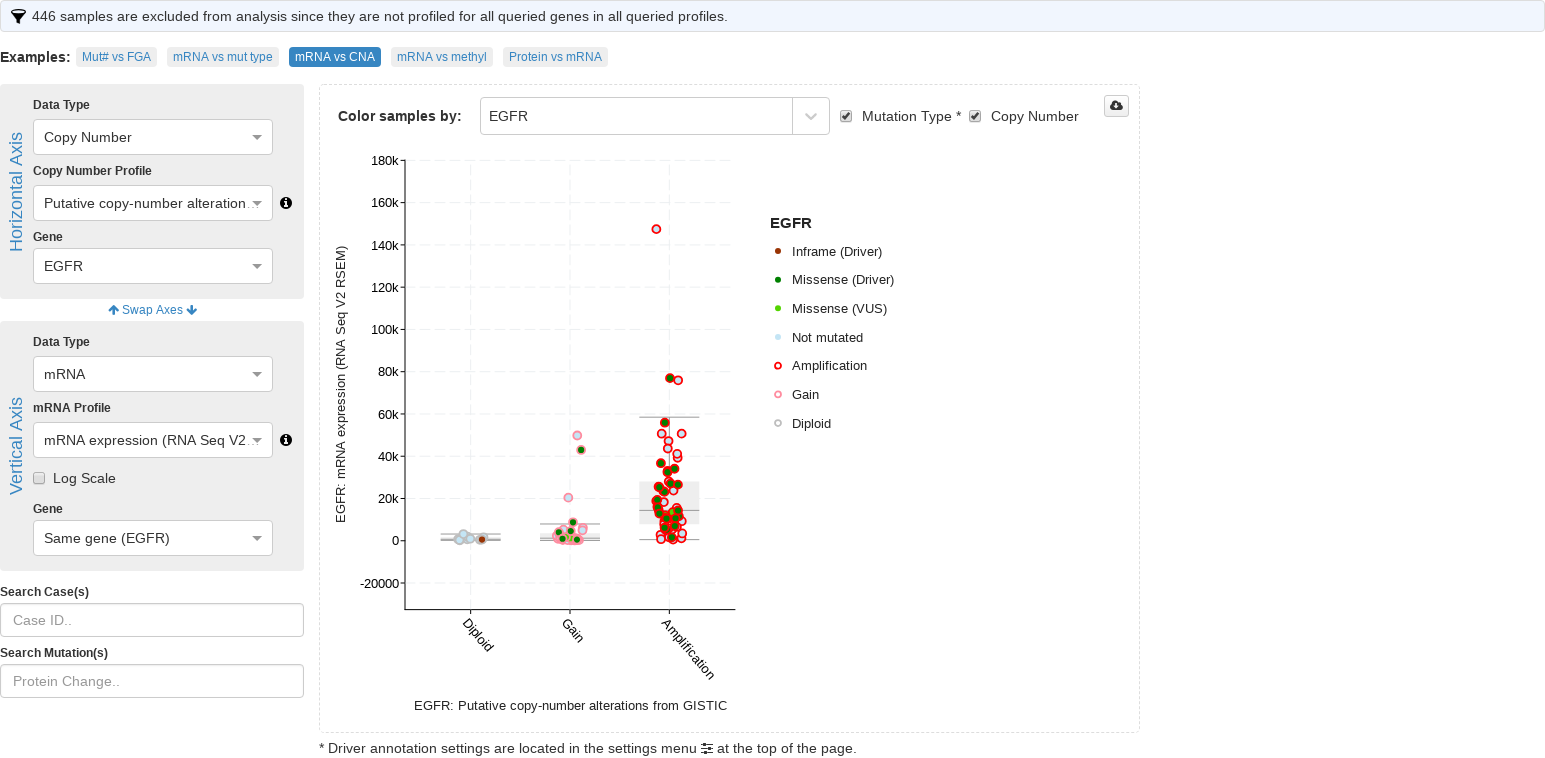 446 samples are excluded from analysis since they are not profiled for all queried genes in all queried profiles.
Examples: Mut# vs FGA mRNA vs mut type mRNA vs CNA mRNA vs methyl Protein vs mRNA
Horizontal Axis
Data Type
Copy Number
Copy Number Profile
Putative copy-number alteration...
Gene
EGFR
Swap Axes
Vertical Axis
Data Type
mRNA
mRNA Profile
mRNA expression (RNA Seq V2...
Log Scale
Gene
Same gene (EGFR)
Search Case(s)
Case ID..
Search Mutation(s)
Protein Change..
Color samples by: EGFR Mutation Type * Copy Number
EGFR: mRNA expression (RNA Seq V2 RSEM)
180k
160k
140k
120k
100k
80k
60k
40k
20k
0
-20000
Diploid
Gain
Amplification
EGFR: Putative copy-number alterations from GISTIC
EGFR
Inframe (Driver)
Missense (Driver)
Missense (VUS)
Not mutated
Amplification
Gain
Diploid
* Driver annotation settings are located in the settings menu at the top of the page.